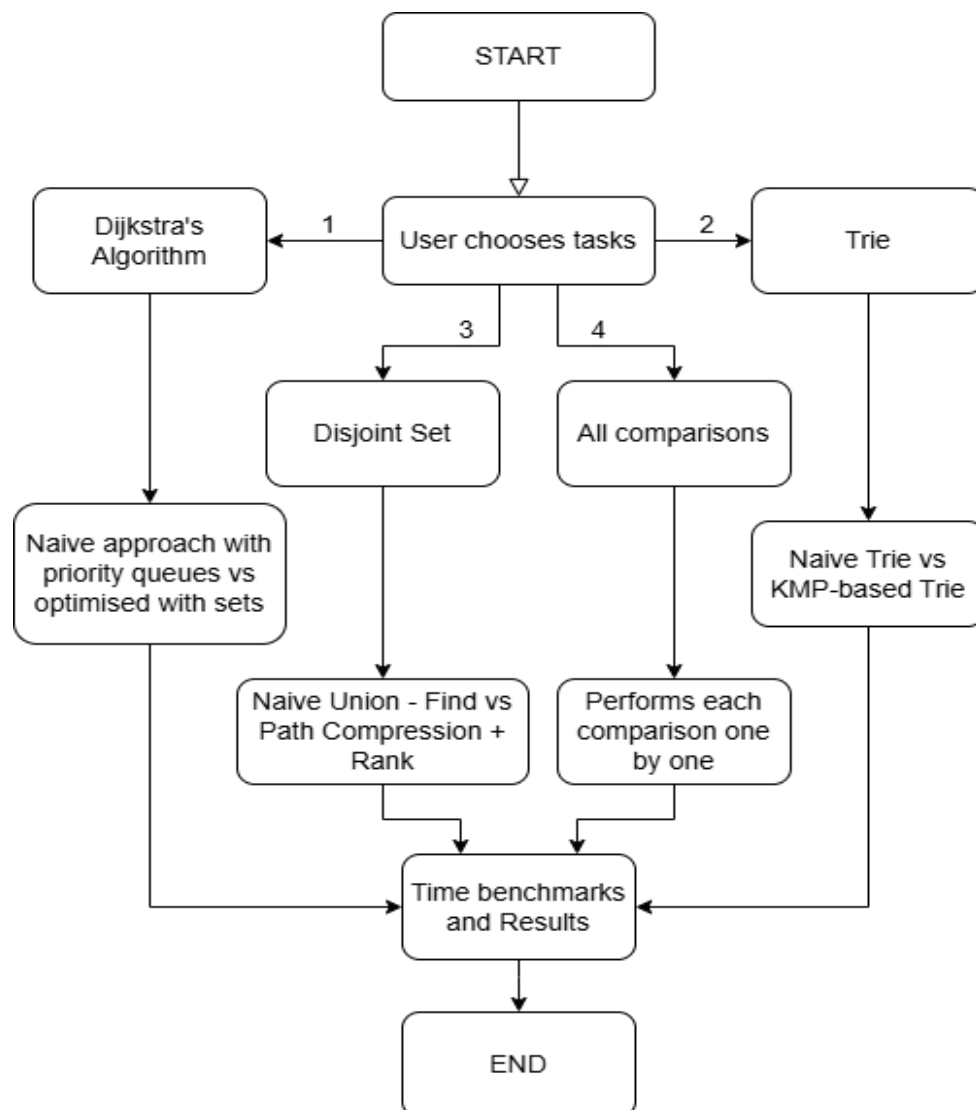 START
Dijkstra's
Algorithm
1
User chooses tasks
2
Trie
3
4
Disjoint Set
All comparisons
Naive approach with
priority queues vs
optimised with sets
Naive Trie vs
KMP-based Trie
Naive Union - Find vs
Path Compression +
Rank
Performs each
comparison one
by one
Time benchmarks
and Results
END